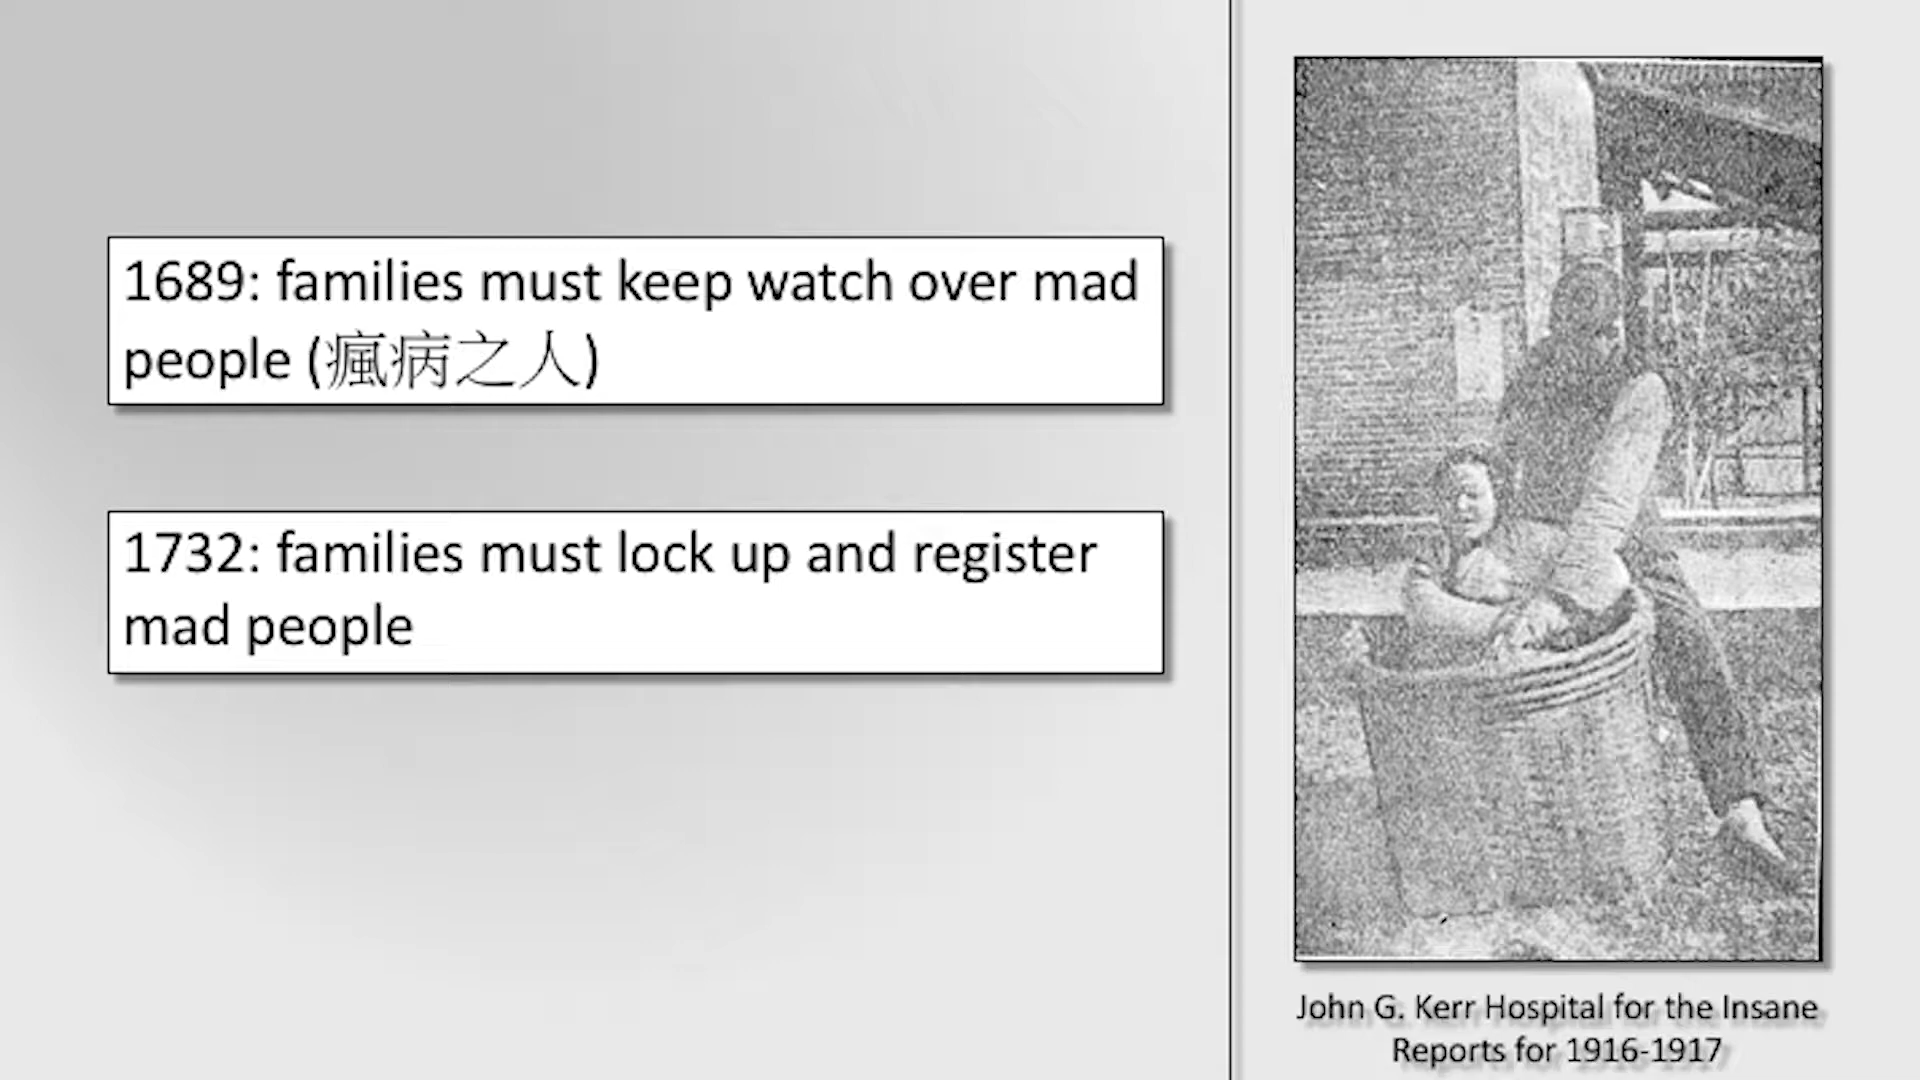 1689: families must keep watch over mad
people (瘋病之人)
1732: families must lock up and register
mad people
John G. Kerr Hospital for the Insane
Reports for 1916-1917